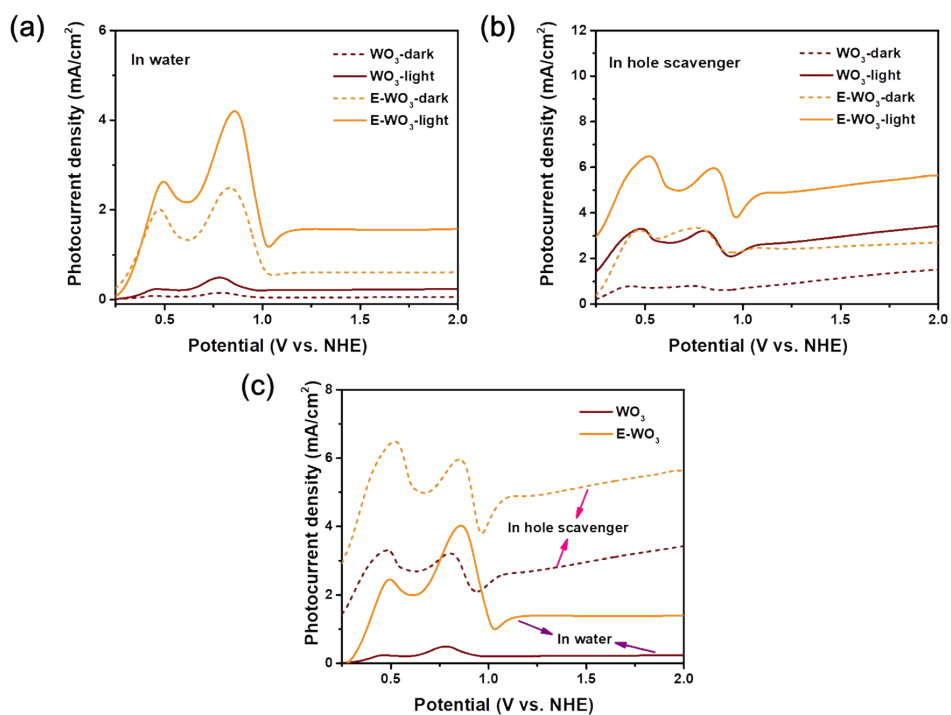 (a)
Photocurrent density (mA/cm²)
6
4
2
0
In water
WO₃-dark
WO₃-light
E-WO₃-dark
E-WO₃-light
0.5
1.0
1.5
2.0
Potential (V vs. NHE)
(b)
Photocurrent density (mA/cm²)
12
9
6
3
0
In hole scavenger
WO₃-dark
WO₃-light
E-WO₃-dark
E-WO₃-light
0.5
1.0
1.5
2.0
Potential (V vs. NHE)
(c)
Photocurrent density (mA/cm²)
8
6
4
2
0
WO₃
E-WO₃
In hole scavenger
In water
0.5
1.0
1.5
2.0
Potential (V vs. NHE)